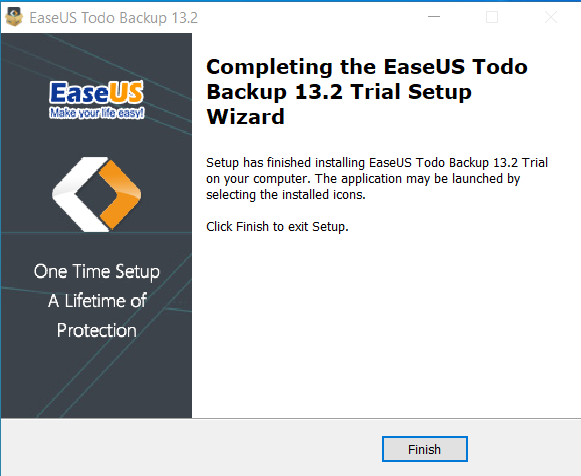 EaseUS Todo Backup 13.2
EaseUS
Make your life easy!
One Time Setup
A Lifetime of
Protection
Completing the EaseUS Todo
Backup 13.2 Trial Setup
Wizard
Setup has finished installing EaseUS Todo Backup 13.2 Trial
on your computer. The application may be launched by
selecting the installed icons.
Click Finish to exit Setup.
Finish